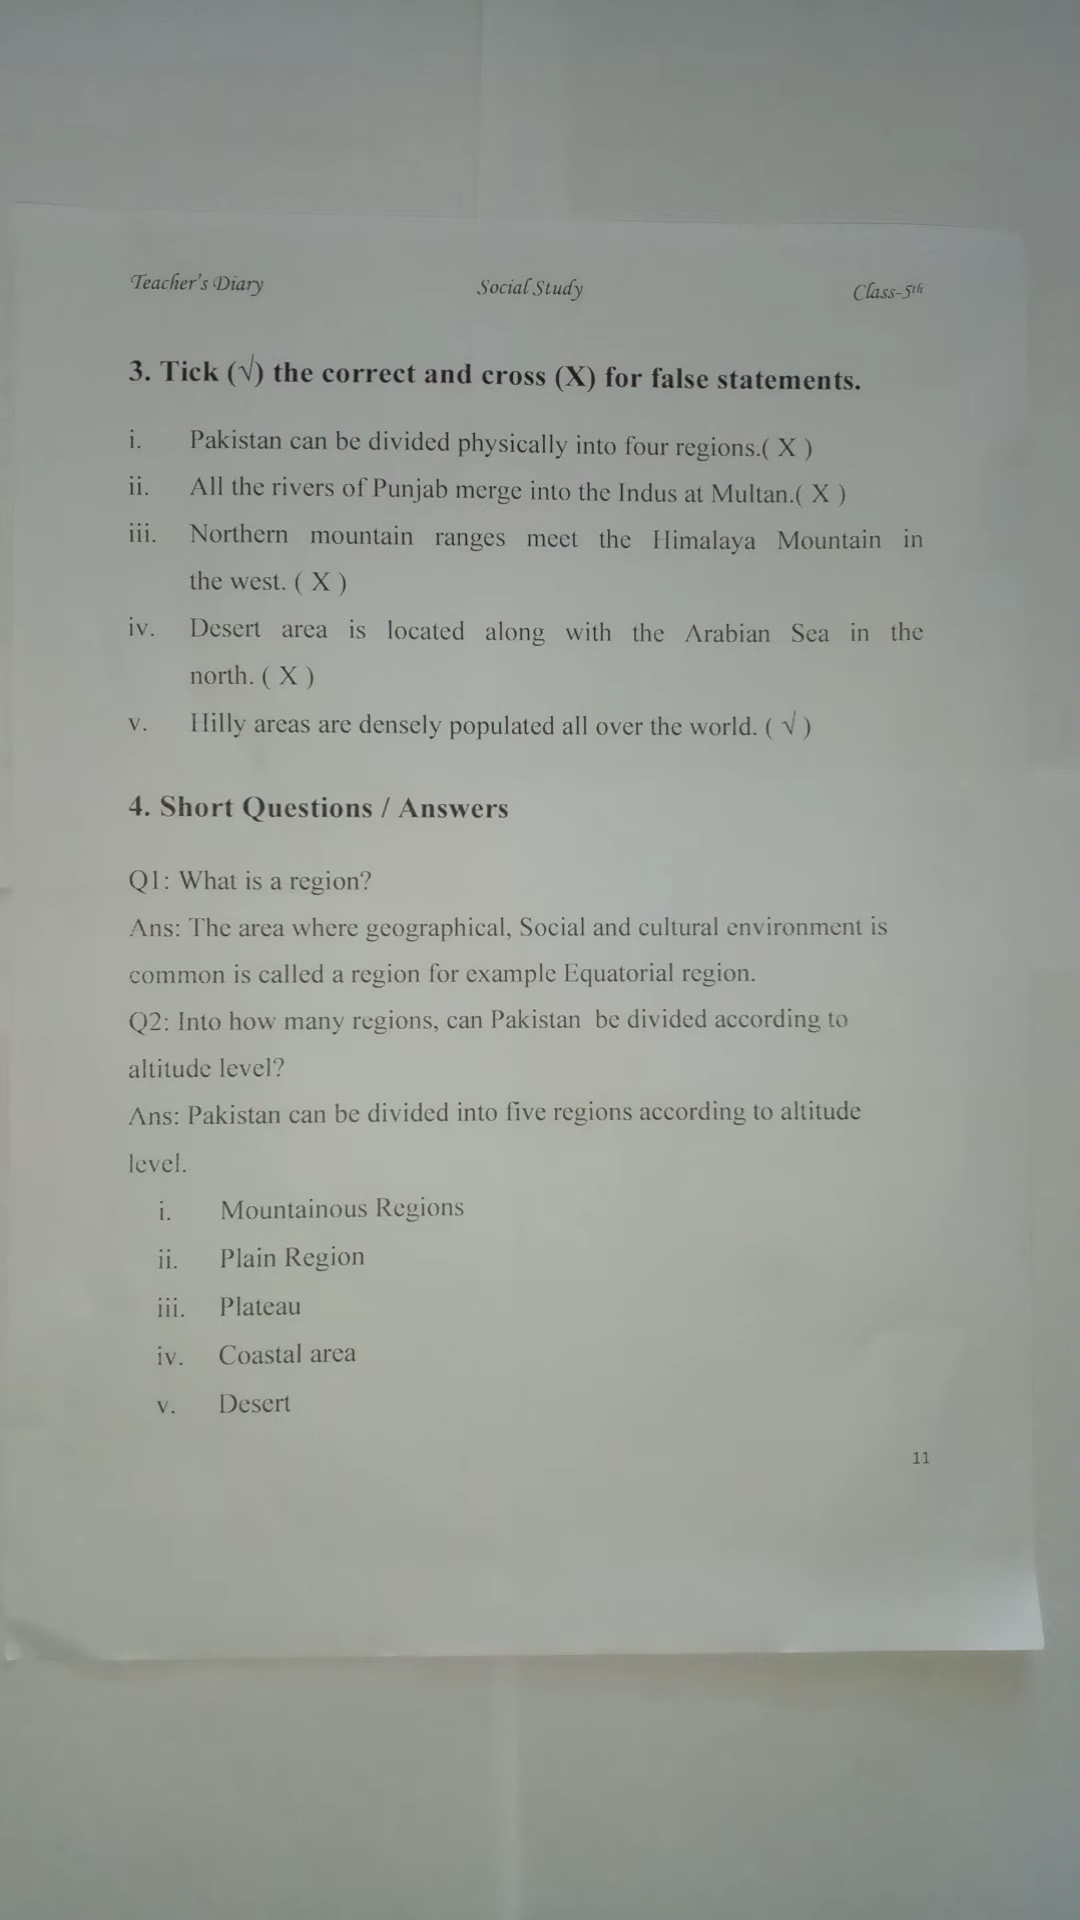 Teacher's Diary Social Study Class-5th
3. Tick (√) the correct and cross (X) for false statements.
i. Pakistan can be divided physically into four regions.( X )
ii. All the rivers of Punjab merge into the Indus at Multan.( X )
iii. Northern mountain ranges meet the Himalaya Mountain in
the west. ( X )
iv. Desert area is located along with the Arabian Sea in the
north. ( X )
v. Hilly areas are densely populated all over the world. ( √ )
4. Short Questions / Answers
Q1: What is a region?
Ans: The area where geographical, Social and cultural environment is
common is called a region for example Equatorial region.
Q2: Into how many regions, can Pakistan be divided according to
altitude level?
Ans: Pakistan can be divided into five regions according to altitude
level.
i. Mountainous Regions
ii. Plain Region
iii. Plateau
iv. Coastal area
v. Desert
11